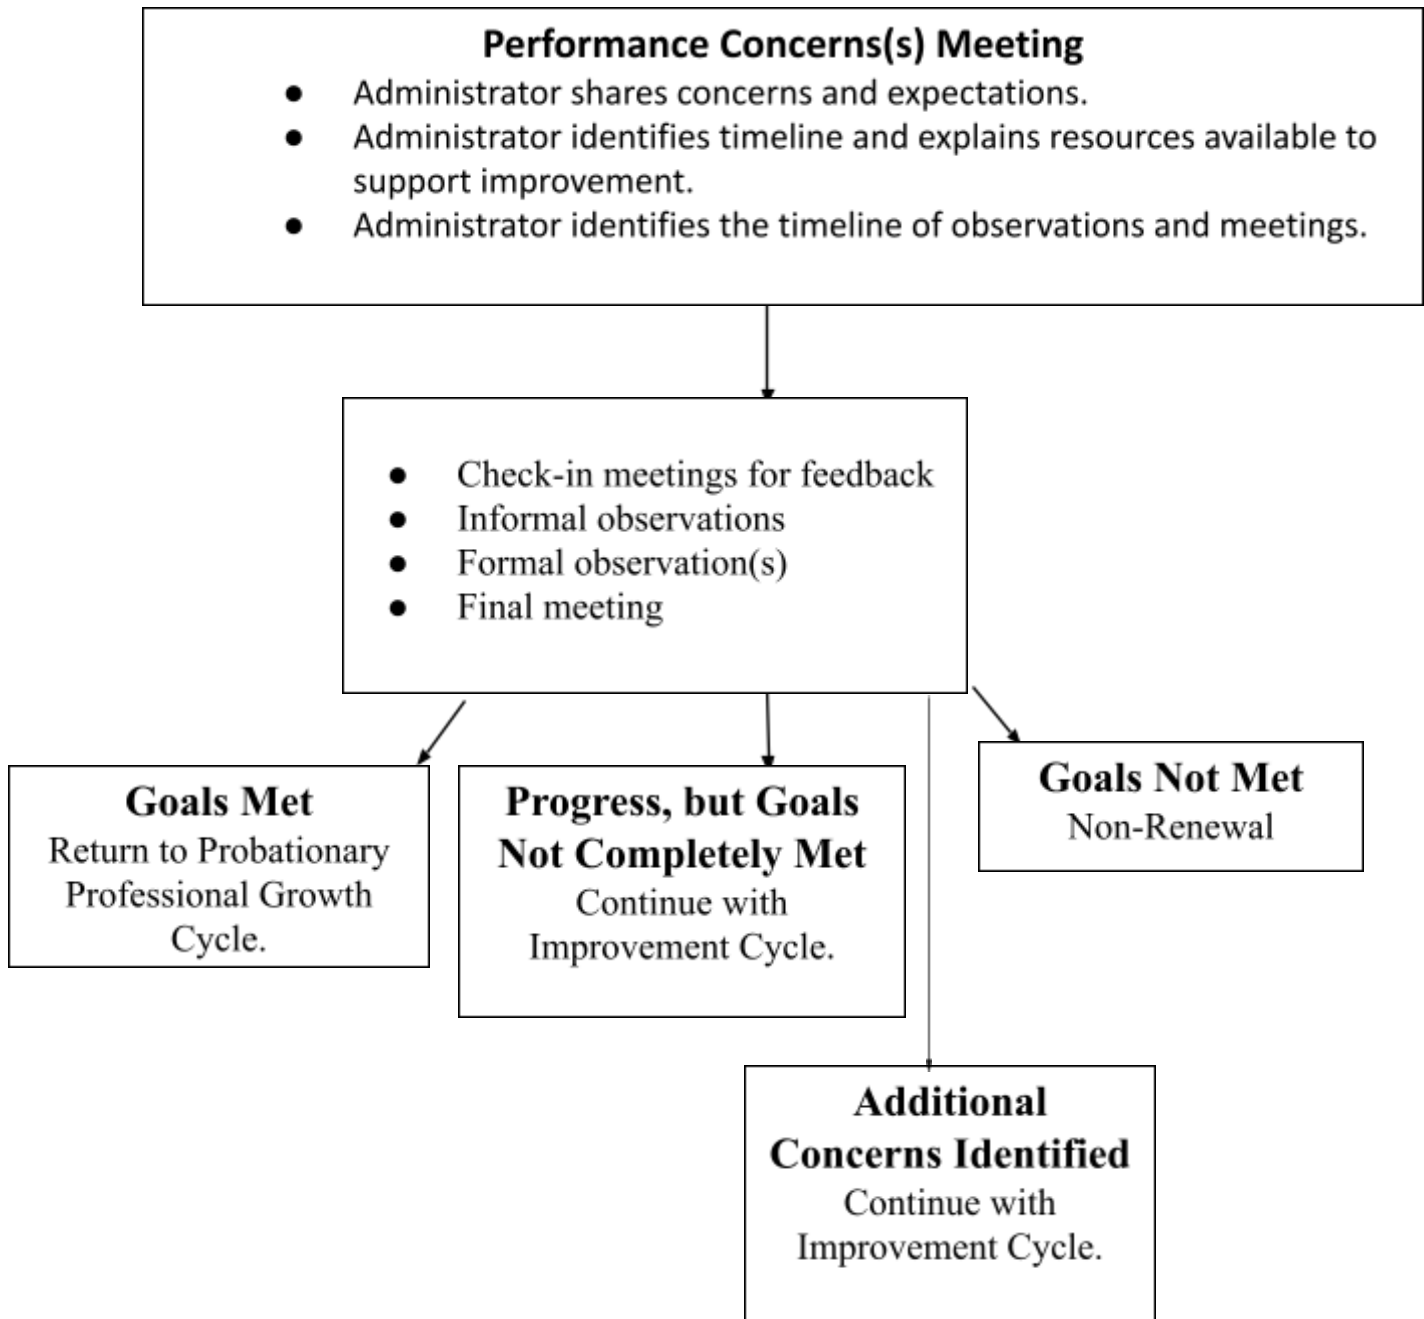 Performance Concerns(s) Meeting
● Administrator shares concerns and expectations.
● Administrator identifies timeline and explains resources available to
support improvement.
● Administrator identifies the timeline of observations and meetings.
● Check-in meetings for feedback
● Informal observations
● Formal observation(s)
● Final meeting
Goals Met
Return to Probationary
Professional Growth
Cycle.
Progress, but Goals
Not Completely Met
Continue with
Improvement Cycle.
Goals Not Met
Non-Renewal
Additional
Concerns Identified
Continue with
Improvement Cycle.